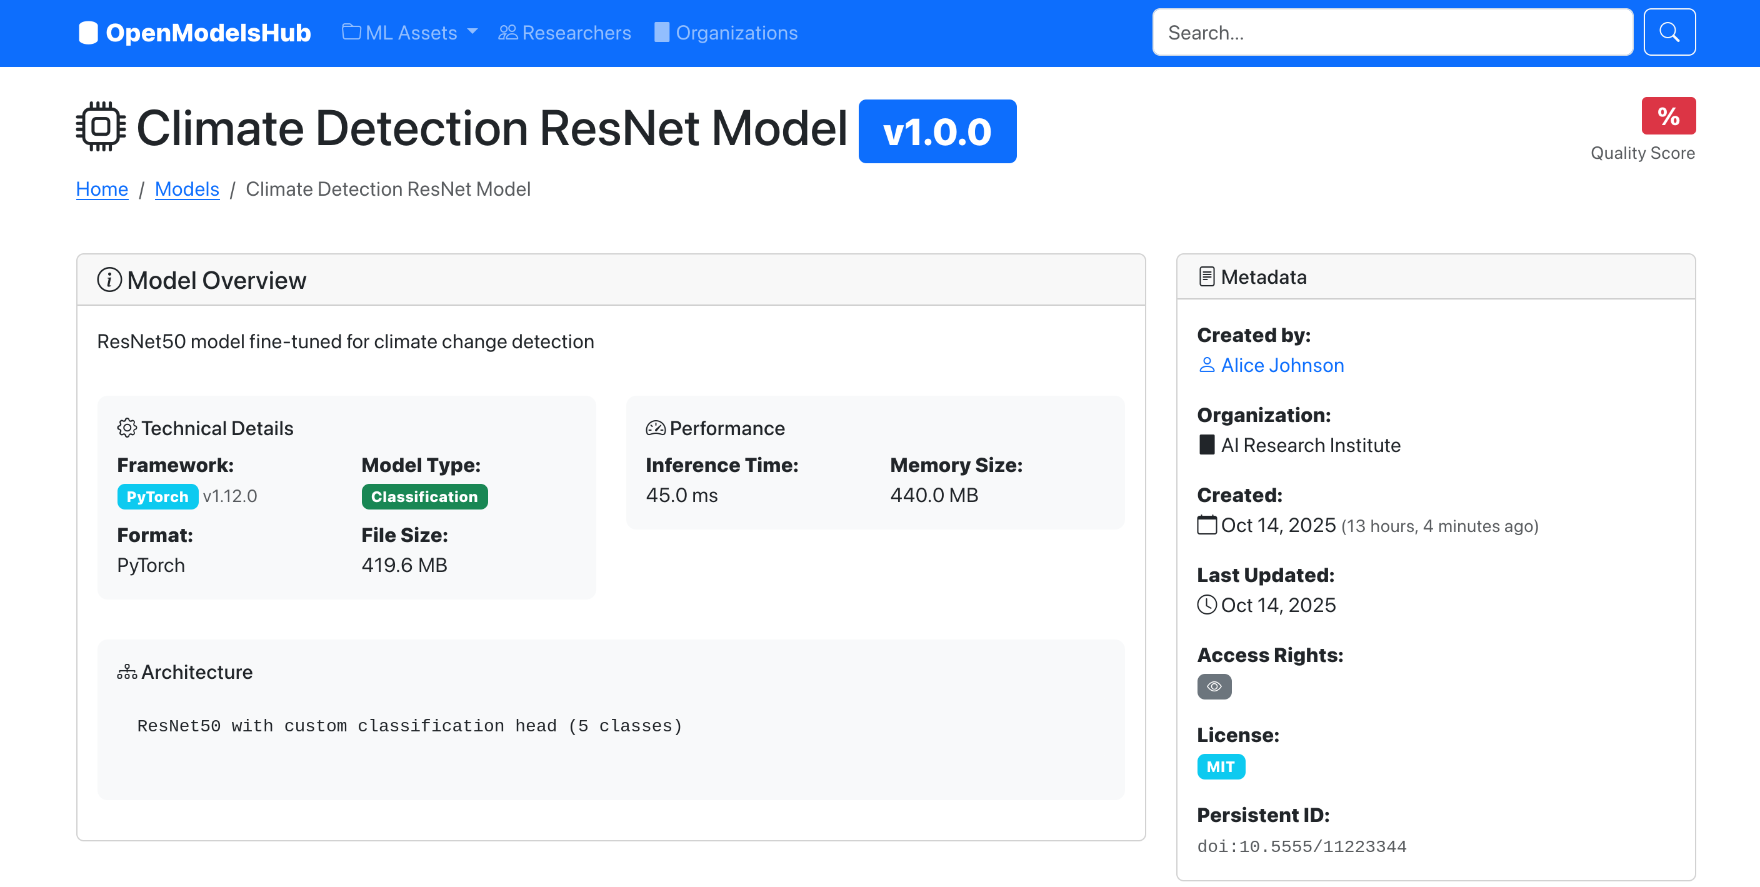 OpenModelsHub ML Assets Researchers Organizations Search...
Climate Detection ResNet Model v1.0.0
%
Quality Score
Home / Models / Climate Detection ResNet Model
Model Overview
ResNet50 model fine-tuned for climate change detection
Technical Details
Framework: Model Type:
PyTorch v1.12.0 Classification
Format: File Size:
PyTorch 419.6 MB
Performance
Inference Time: Memory Size:
45.0 ms 440.0 MB
Architecture
ResNet50 with custom classification head (5 classes)
Metadata
Created by:
Alice Johnson
Organization:
AI Research Institute
Created:
Oct 14, 2025 (13 hours, 4 minutes ago)
Last Updated:
Oct 14, 2025
Access Rights:
License:
MIT
Persistent ID:
doi:10.5555/11223344